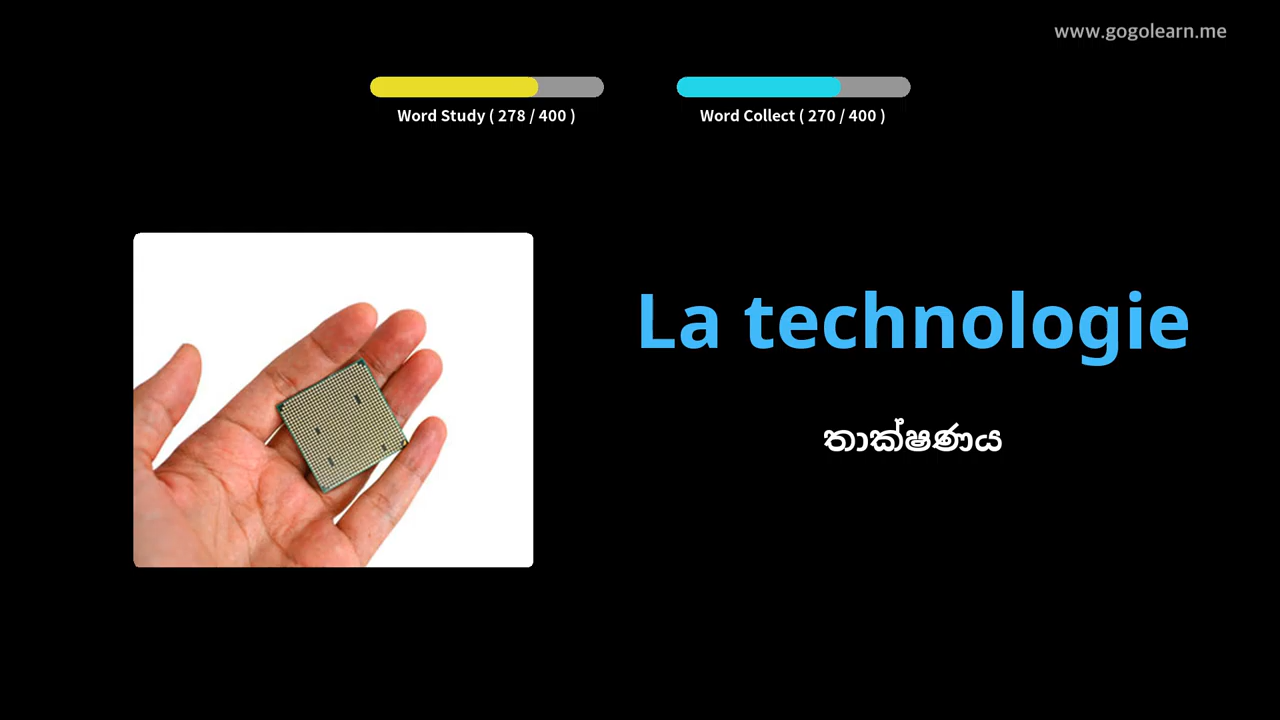 www.gogolearn.me
Word Study ( 278 / 400 )
Word Collect ( 270 / 400 )
La technologie
තාක්ෂණය